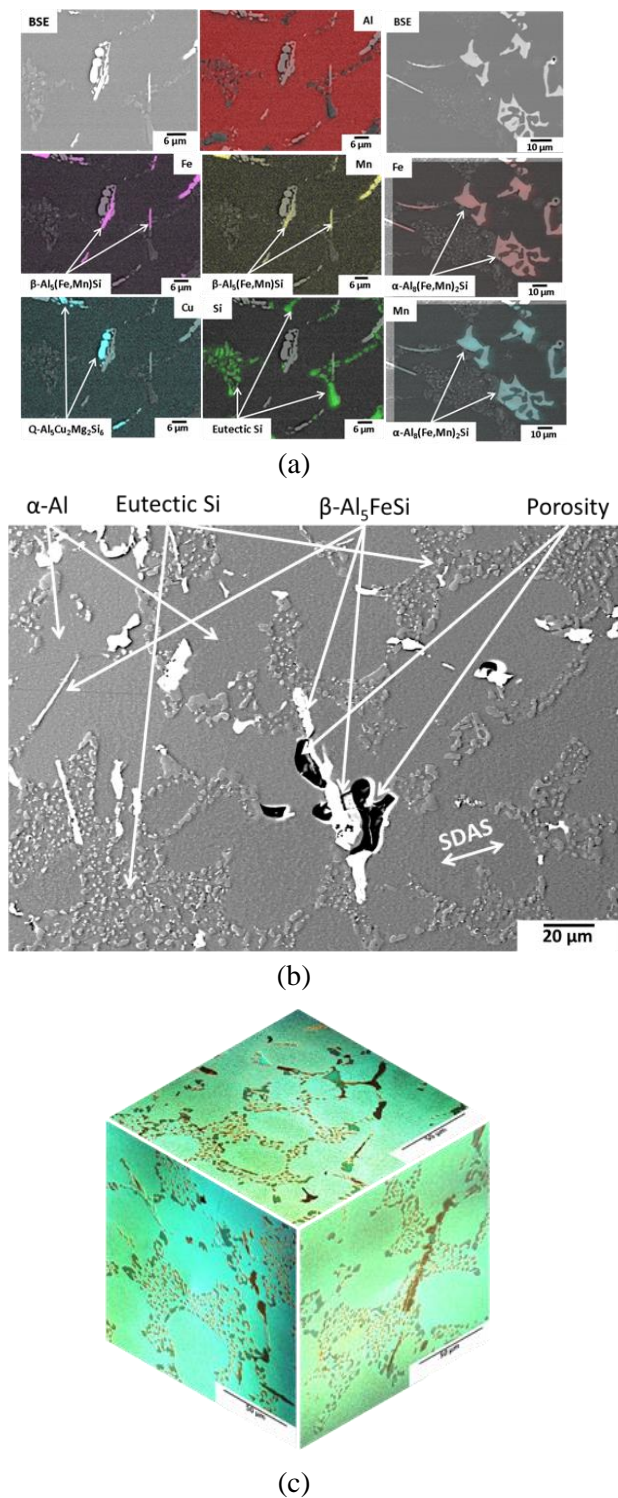 BSE
Al
BSE
6 µm
6 µm
10 µm
Fe
Mn
Fe
β-Al₅(Fe,Mn)Si
6 µm
β-Al₅(Fe,Mn)Si
6 µm
α-Al₈(Fe,Mn)₂Si
10 µm
Cu
Si
Mn
Q-Al₅Cu₂Mg₂Si₆
6 µm
Eutectic Si
6 µm
α-Al₈(Fe,Mn)₂Si
10 µm
(a)
α-Al Eutectic Si β-Al₅FeSi Porosity
SDAS
20 µm
(b)
50 µm
50 µm
50 µm
(c)